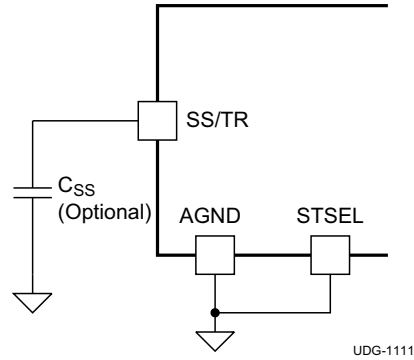 SS/TR
CSS
(Optional)
AGND STSEL
UDG-1111